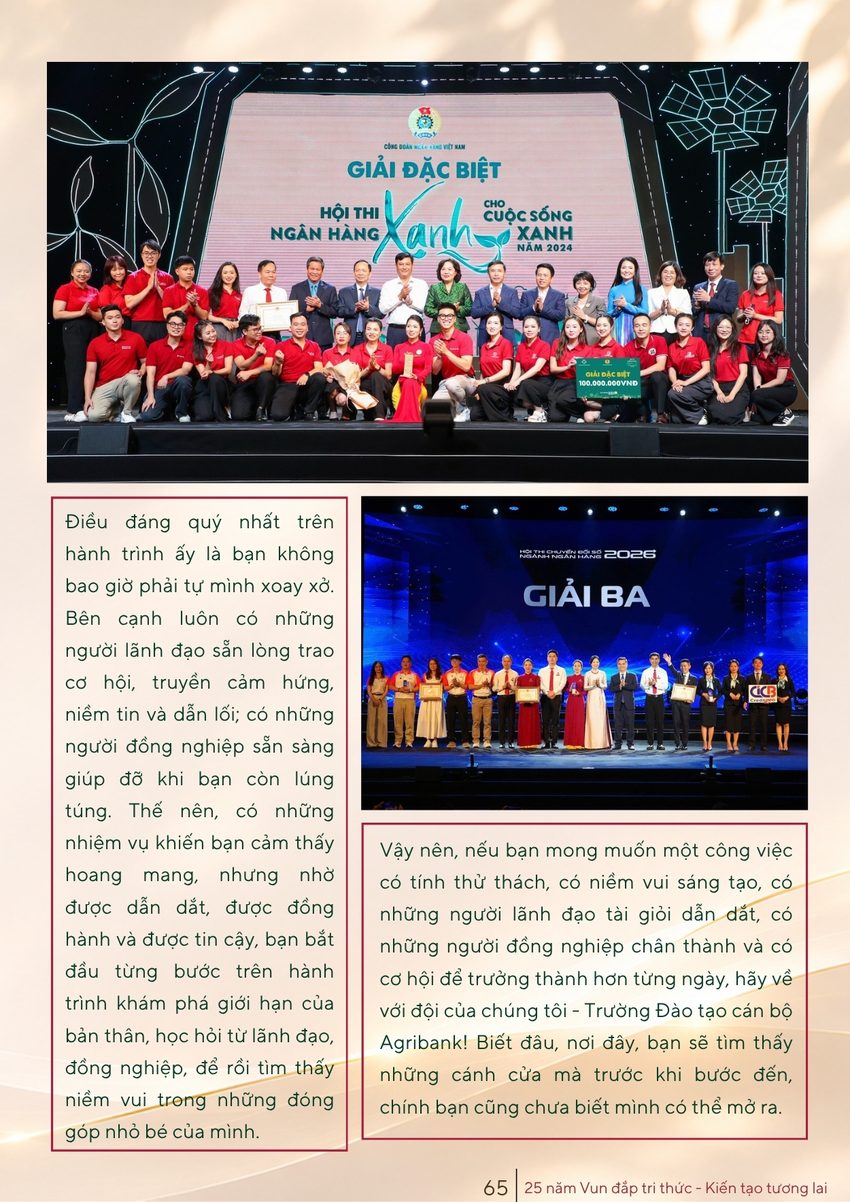 CÔNG ĐOÀN NGÂN HÀNG VIỆT NAM
GIẢI ĐẶC BIỆT
HỘI THI
NGÂN HÀNG
Xanh
CHO
CUỘC SỐNG
XANH
NĂM 2024
GIẢI ĐẶC BIỆT
100.000.000VNĐ
Điều đáng quý nhất trên
hành trình ấy là bạn không
bao giờ phải tự mình xoay xở.
Bên cạnh luôn có những
người lãnh đạo sẵn lòng trao
cơ hội, truyền cảm hứng,
niềm tin và dẫn lối; có những
người đồng nghiệp sẵn sàng
giúp đỡ khi bạn còn lúng
túng. Thế nên, có những
nhiệm vụ khiến bạn cảm thấy
hoang mang, nhưng nhờ
được dẫn dắt, được đồng
hành và được tin cậy, bạn bắt
đầu từng bước trên hành
trình khám phá giới hạn của
bản thân, học hỏi từ lãnh đạo,
đồng nghiệp, để rồi tìm thấy
niềm vui trong những đóng
góp nhỏ bé của mình.
HỘI THI CHUYỂN ĐỔI SỐ
NGÀNH NGÂN HÀNG 2026
GIẢI BA
CICB
Vậy nên, nếu bạn mong muốn một công việc
có tính thử thách, có niềm vui sáng tạo, có
những người lãnh đạo tài giỏi dẫn dắt, có
những người đồng nghiệp chân thành và có
cơ hội để trưởng thành hơn từng ngày, hãy về
với đội của chúng tôi - Trường Đào tạo cán bộ
Agribank! Biết đâu, nơi đây, bạn sẽ tìm thấy
những cánh cửa mà trước khi bước đến,
chính bạn cũng chưa biết mình có thể mở ra.
65
25 năm Vun đắp tri thức - Kiến tạo tương lai